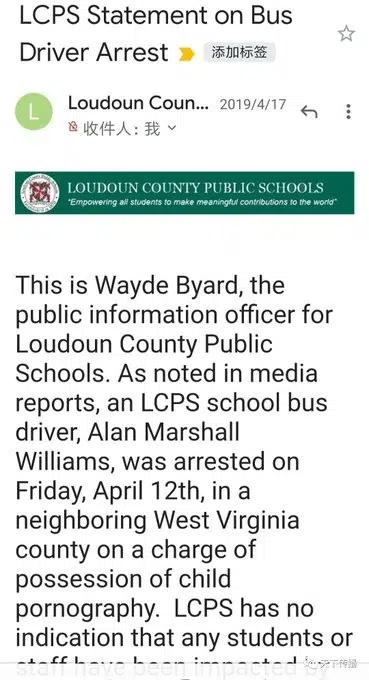 LCPS Statement on Bus
Driver Arrest
添加标签
L
Loudoun Coun... 2019/4/17
收件人：我
LOUDOUN COUNTY PUBLIC SCHOOLS
"Empowering all students to make meaningful contributions to the world"
This is Wayde Byard, the
public information officer for
Loudoun County Public
Schools. As noted in media
reports, an LCPS school bus
driver, Alan Marshall
Williams, was arrested on
Friday, April 12th, in a
neighboring West Virginia
county on a charge of
possession of child
pornography. LCPS has no
indication that any students or
staff have been impacted by
天下传播